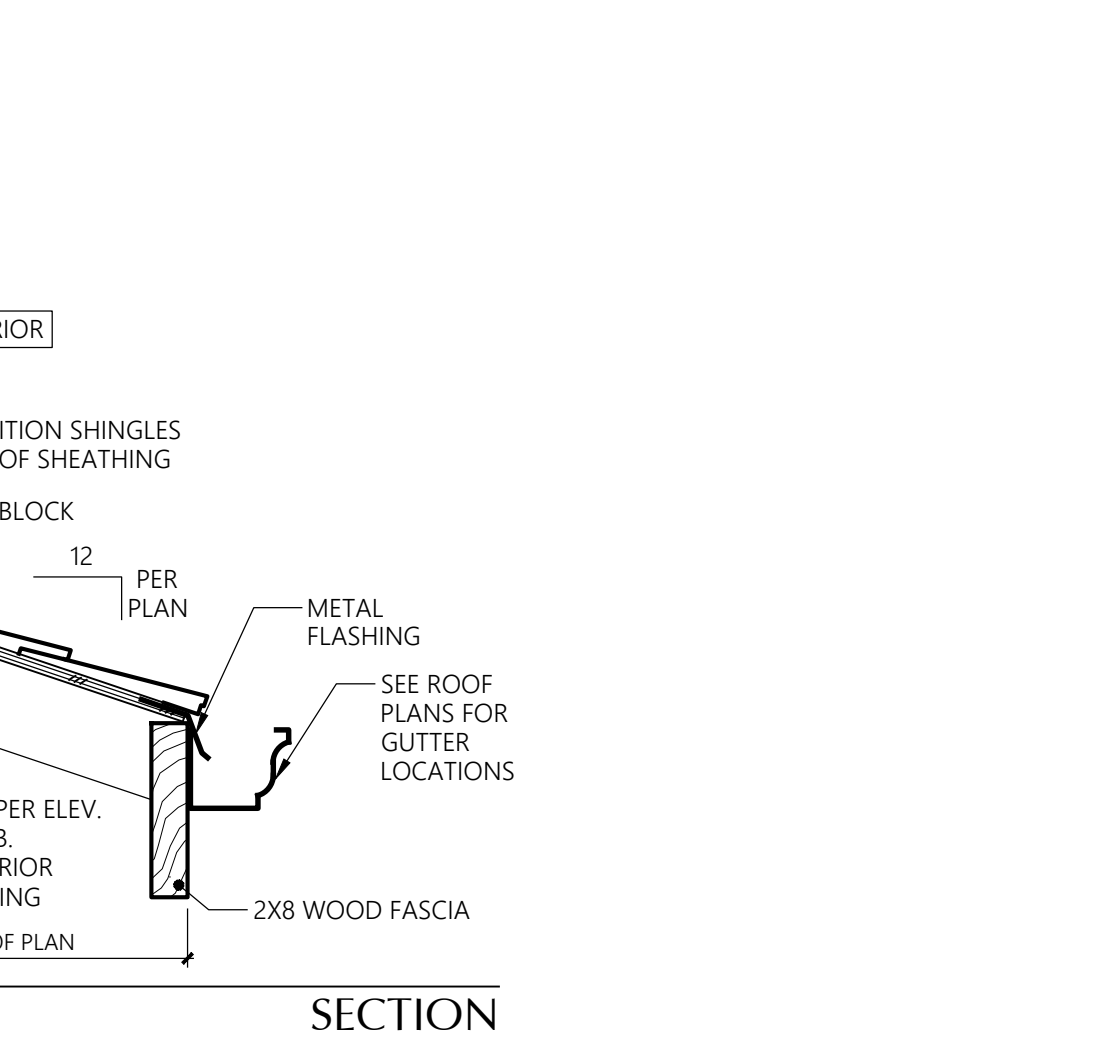 RIOR
ITION SHINGLES
OF SHEATHING
BLOCK
12
PER
PLAN
METAL
FLASHING
SEE ROOF
PLANS FOR
GUTTER
LOCATIONS
PER ELEV.
B.
RIOR
ING
2X8 WOOD FASCIA
OF PLAN
SECTION